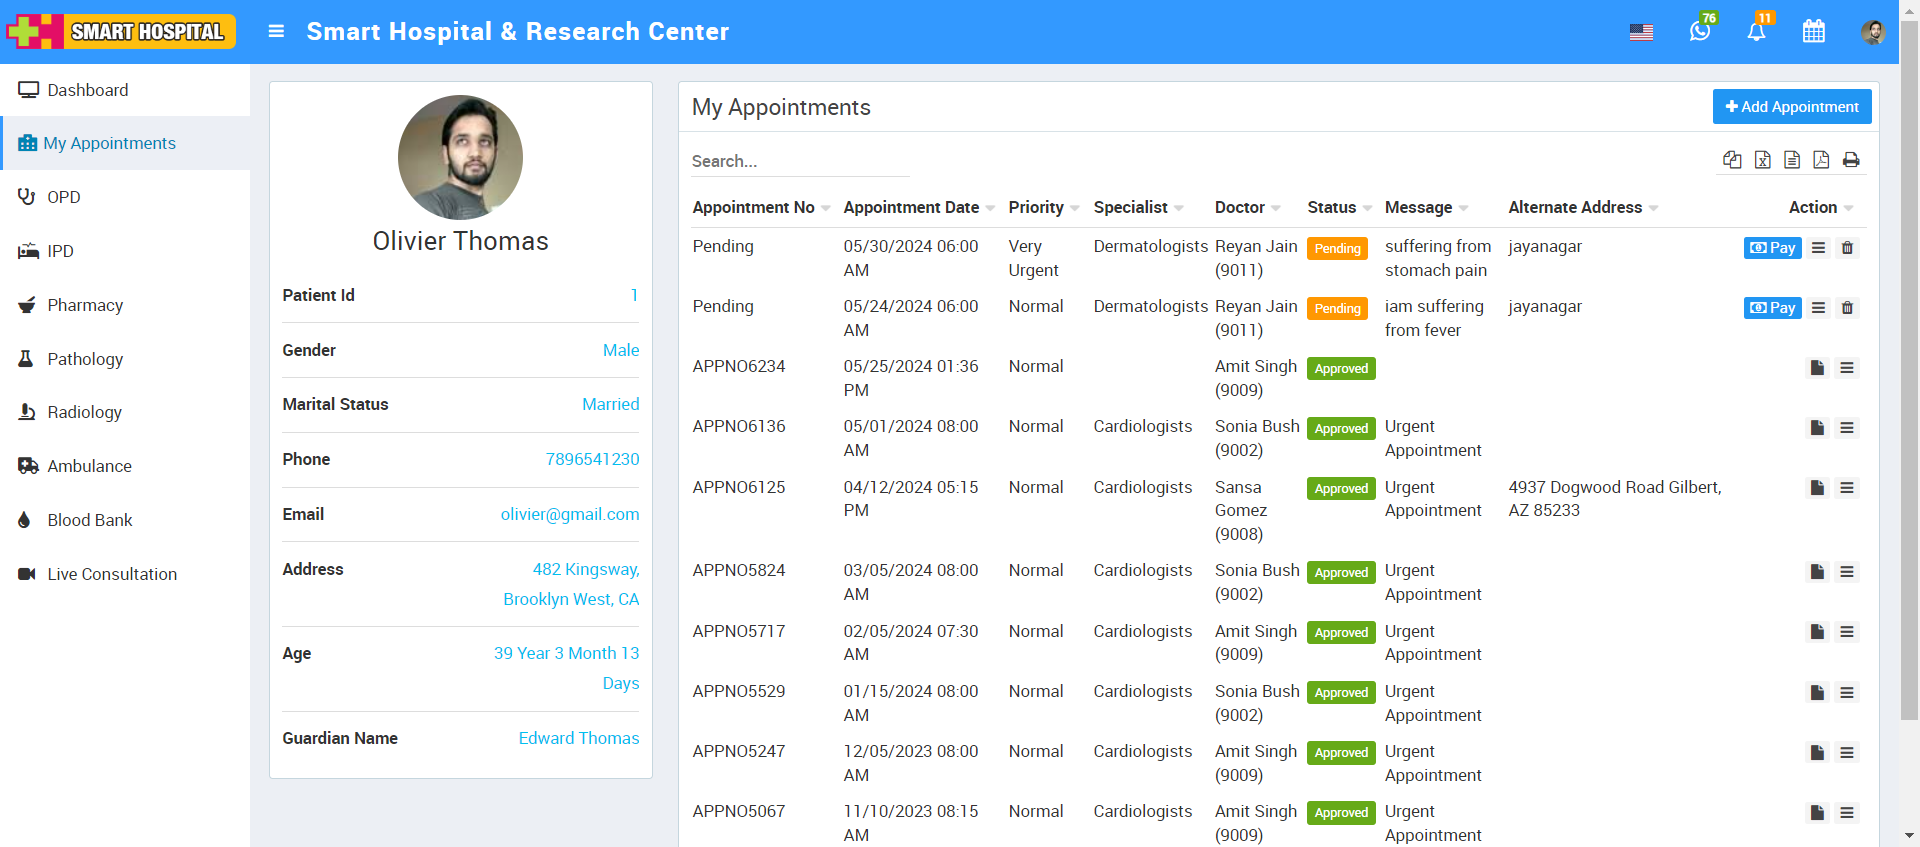 SMART HOSPITAL
Smart Hospital & Research Center
76
11
Dashboard
My Appointments
OPD
IPD
Pharmacy
Pathology
Radiology
Ambulance
Blood Bank
Live Consultation
Olivier Thomas
Patient Id 1
Gender Male
Marital Status Married
Phone 7896541230
Email olivier@gmail.com
Address 482 Kingsway,
Brooklyn West, CA
Age 39 Year 3 Month 13
Days
Guardian Name Edward Thomas
My Appointments
Add Appointment
Search...
Appointment No Appointment Date Priority Specialist Doctor Status Message Alternate Address Action
Pending 05/30/2024 06:00 Very Dermatologists Reyan Jain Pending suffering from jayanagar Pay
AM Urgent (9011) stomach pain
Pending 05/24/2024 06:00 Normal Dermatologists Reyan Jain Pending iam suffering jayanagar Pay
AM (9011) from fever
APPNO6234 05/25/2024 01:36 Normal Amit Singh Approved
PM (9009)
APPNO6136 05/01/2024 08:00 Normal Cardiologists Sonia Bush Approved Urgent
AM (9002) Appointment
APPNO6125 04/12/2024 05:15 Normal Cardiologists Sansa Approved Urgent 4937 Dogwood Road Gilbert,
PM Gomez Appointment AZ 85233
(9008)
APPNO5824 03/05/2024 08:00 Normal Cardiologists Sonia Bush Approved Urgent
AM (9002) Appointment
APPNO5717 02/05/2024 07:30 Normal Cardiologists Amit Singh Approved Urgent
AM (9009) Appointment
APPNO5529 01/15/2024 08:00 Normal Cardiologists Sonia Bush Approved Urgent
AM (9002) Appointment
APPNO5247 12/05/2023 08:00 Normal Cardiologists Amit Singh Approved Urgent
AM (9009) Appointment
APPNO5067 11/10/2023 08:15 Normal Cardiologists Amit Singh Approved Urgent
AM (9009) Appointment